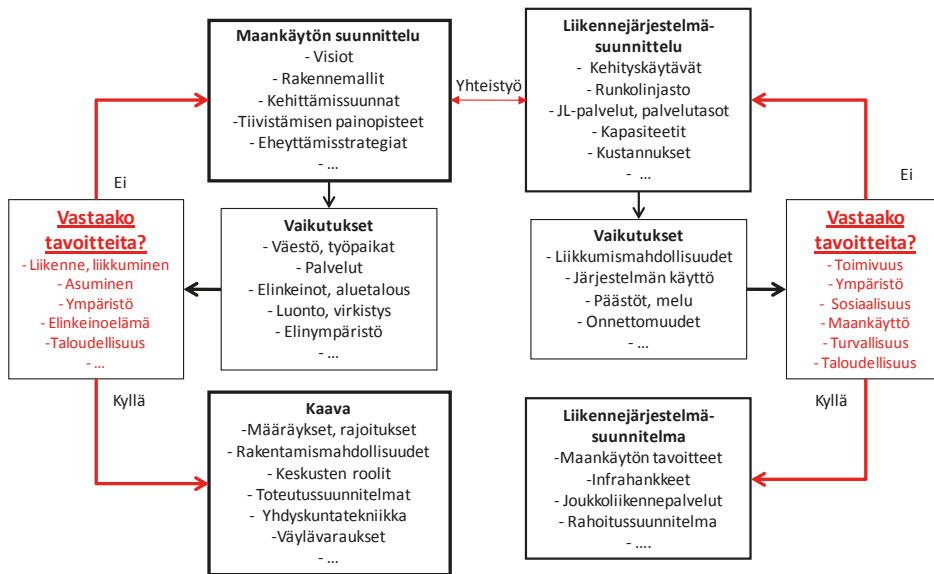 Maankäytön suunnittelu
- Visiot
- Rakennemallit
- Kehittämissuunnat
-Tiivistämisen painopisteet
- Eheyttämisstrategiat
- ...
Yhteistyö
Liikennejärjestelmä-
suunnittelu
- Kehityskäytävät
- Runkolinjasto
- JL-palvelut, palvelutasot
- Kapasiteetit
- Kustannukset
- ...
Ei
Ei
Vastaako
tavoitteita?
- Liikenne, liikkuminen
- Asuminen
- Ympäristö
- Elinkeinoelämä
-Taloudellisuus
- ...
Vaikutukset
- Väestö, työpaikat
- Palvelut
- Elinkeinot, aluetalous
- Luonto, virkistys
- Elinympäristö
- ...
Vaikutukset
- Liikkumismahdollisuudet
- Järjestelmän käyttö
- Päästöt, melu
- Onnettomuudet
- ...
Vastaako
tavoitteita?
- Toimivuus
- Ympäristö
- Sosiaalisuus
- Maankäyttö
- Turvallisuus
- Taloudellisuus
Kyllä
Kyllä
Kaava
-Määräykset, rajoitukset
- Rakentamismahdollisuudet
- Keskusten roolit
- Toteutussuunnitelmat
- Yhdyskuntatekniikka
-Väylävaraukset
- ...
Liikennejärjestelmä-
suunnitelma
-Maankäytön tavoitteet
-Infrahankkeet
- Joukkoliikennepalvelut
- Rahoitussuunnitelma
- ....